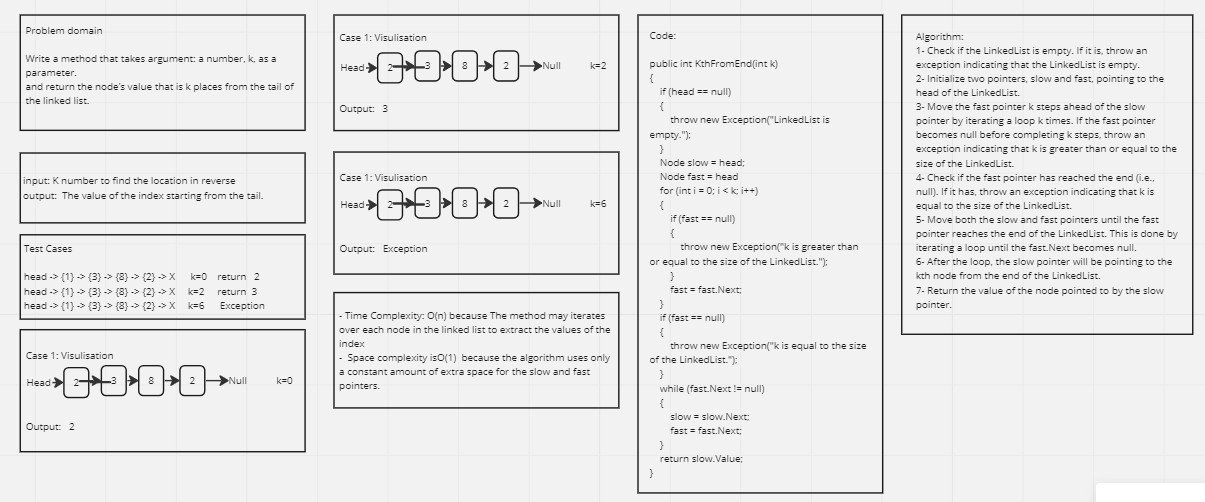 Problem domain
Write a method that takes argument: a number, k, as a
parameter.
and return the node's value that is k places from the tail of
the linked list.
input: K number to find the location in reverse
output:  The value of the index starting from the tail.
Test Cases
head -> {1} -> {3} -> {8} -> {2} -> X     k=0   return  2
head -> {1} -> {3} -> {8} -> {2} -> X    k=2   return 3
head -> {1} -> {3} -> {8} -> {2} -> X    k=6    Exception
Case 1: Visulisation
Head 2 3 8 2 Null k=0
Output:   2
Case 1: Visulisation
Head 2 3 8 2 Null k=2
Output:  3
Case 1: Visulisation
Head 2 3 8 2 Null k=6
Output:  Exception
- Time Complexity: O(n) because The method may iterates
over each node in the linked list to extract the values of the
index
-  Space complexity isO(1)  because the algorithm uses only
a constant amount of extra space for the slow and fast
pointers.
Code:
public int KthFromEnd(int k)
{
if (head == null)
{
throw new Exception("LinkedList is
empty.");
}
Node slow = head;
Node fast = head
for (int i = 0; i < k; i++)
{
if (fast == null)
{
throw new Exception("k is greater than
or equal to the size of the LinkedList.");
}
fast = fast.Next;
}
if (fast == null)
{
throw new Exception("k is equal to the size
of the LinkedList.");
}
while (fast.Next != null)
{
slow = slow.Next;
fast = fast.Next;
}
return slow.Value;
}
Algorithm:
1- Check if the LinkedList is empty. If it is, throw an
exception indicating that the LinkedList is empty.
2- Initialize two pointers, slow and fast, pointing to the
head of the LinkedList.
3- Move the fast pointer k steps ahead of the slow
pointer by iterating a loop k times. If the fast pointer
becomes null before completing k steps, throw an
exception indicating that k is greater than or equal to the
size of the LinkedList.
4- Check if the fast pointer has reached the end (i.e.,
null). If it has, throw an exception indicating that k is
equal to the size of the LinkedList.
5- Move both the slow and fast pointers until the fast
pointer reaches the end of the LinkedList. This is done by
iterating a loop until the fast.Next becomes null.
6- After the loop, the slow pointer will be pointing to the
kth node from the end of the LinkedList.
7- Return the value of the node pointed to by the slow
pointer.